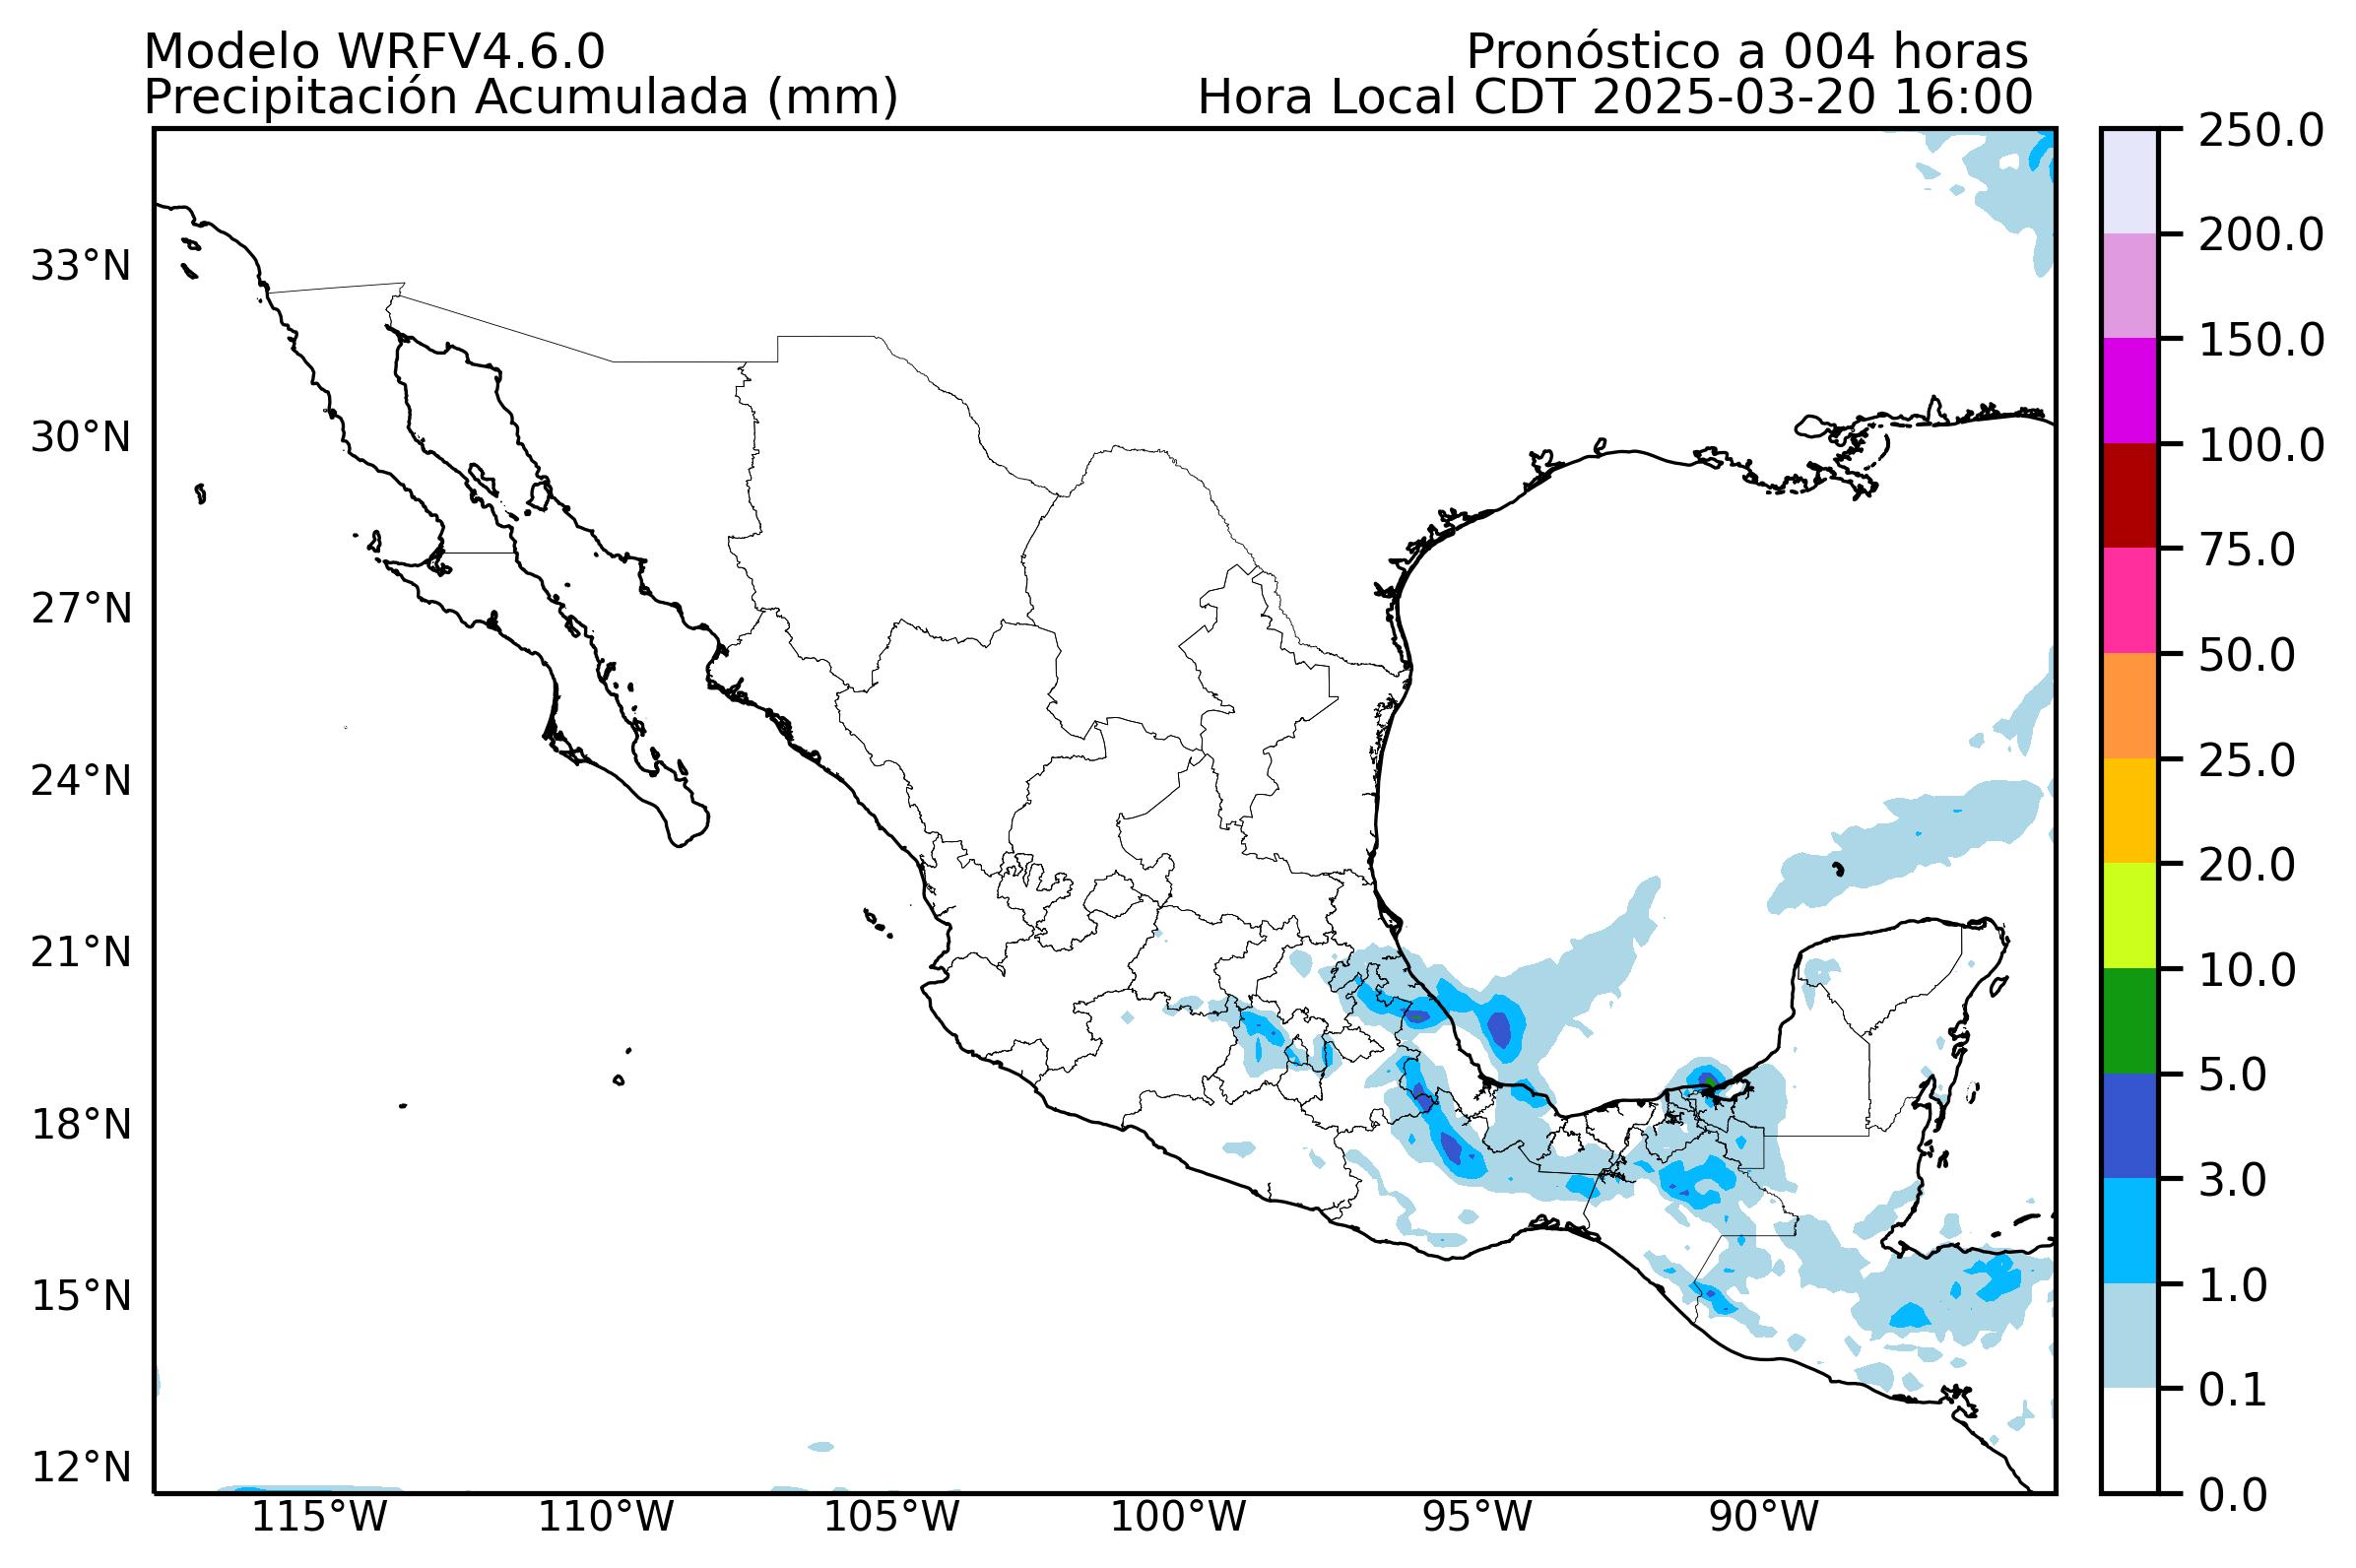 Modelo WRFV4.6.0
Pronóstico a 004 horas
Precipitación Acumulada (mm)
Hora Local CDT 2025-03-20 16:00
33°N
30°N
27°N
24°N
21°N
18°N
15°N
12°N
115°W
110°W
105°W
100°W
95°W
90°W
250.0
200.0
150.0
100.0
75.0
50.0
25.0
20.0
10.0
5.0
3.0
1.0
0.1
0.0